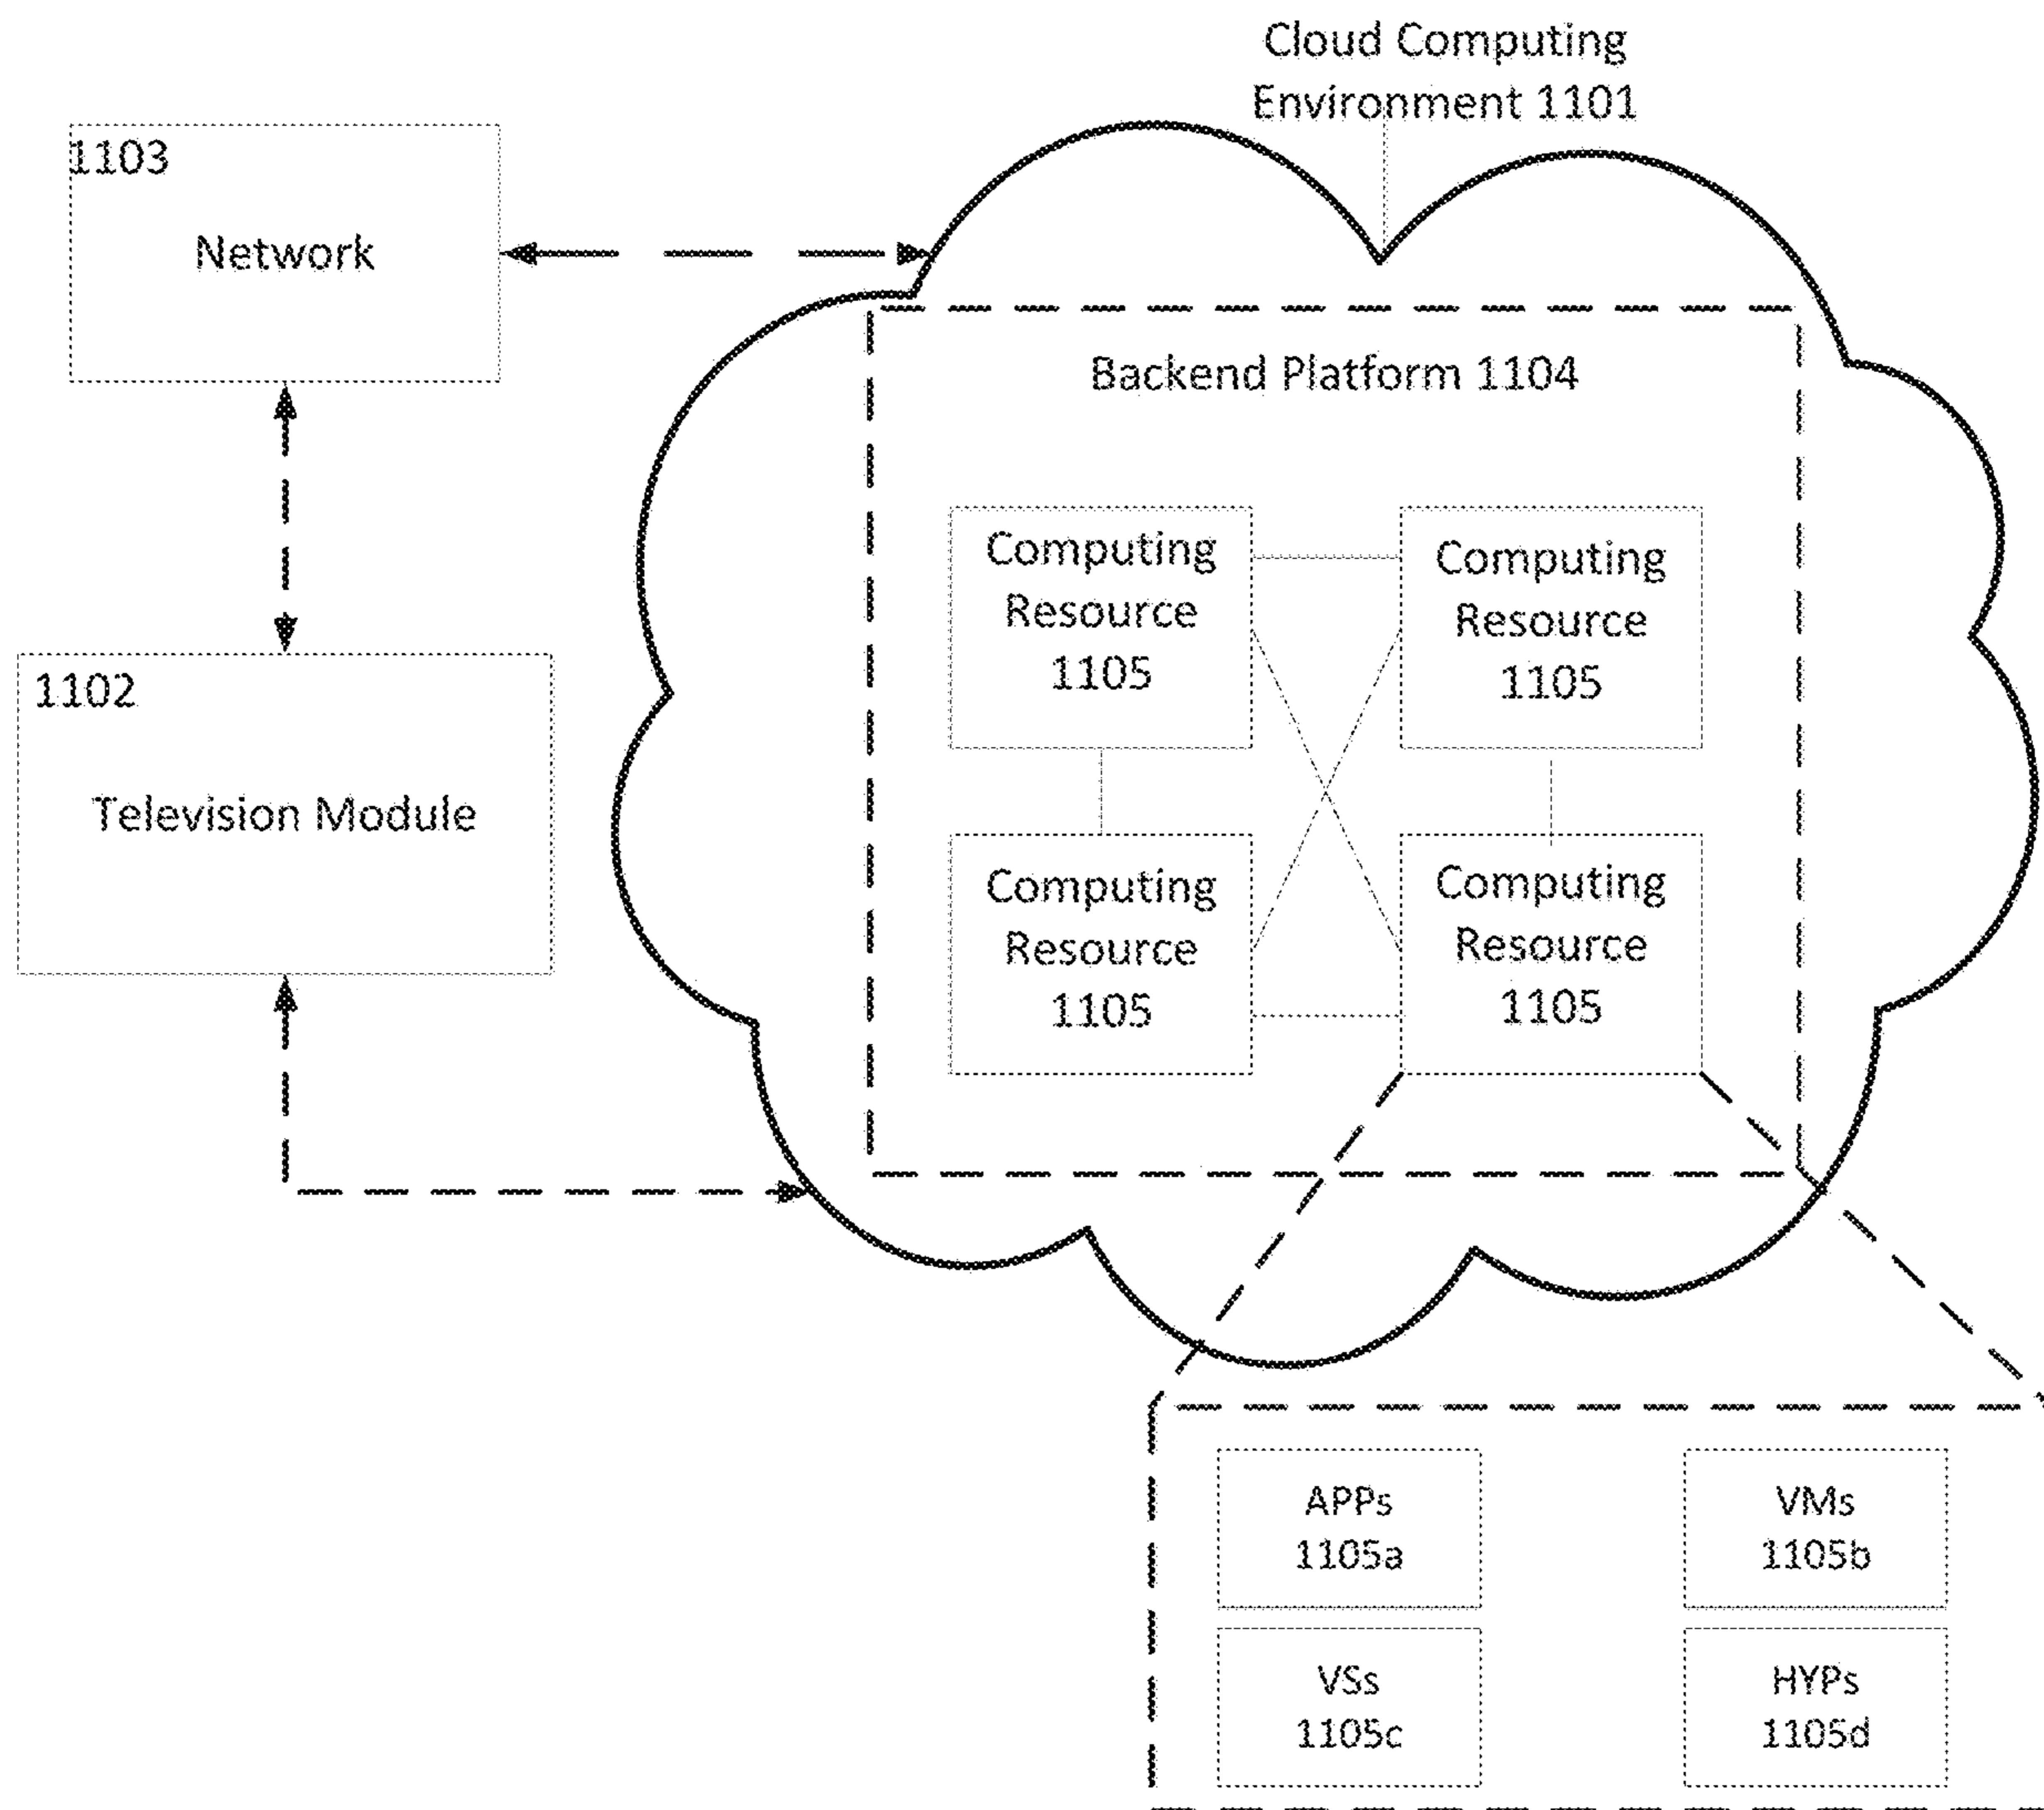 Cloud Computing
Environment 1101
1103
Network
Backend Platform 1104
Computing
Resource
1105
Computing
Resource
1105
1102
Television Module
Computing
Resource
1105
Computing
Resource
1105
APPs
1105a
VMs
1105b
VSs
1105c
HYPs
1105d